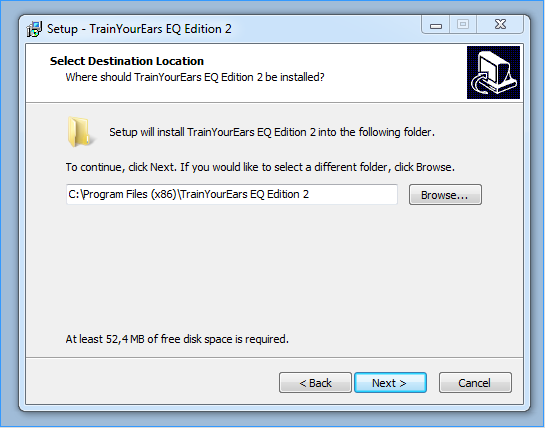 Setup - TrainYourEars EQ Edition 2
Select Destination Location
Where should TrainYourEars EQ Edition 2 be installed?
Setup will install TrainYourEars EQ Edition 2 into the following folder.
To continue, click Next. If you would like to select a different folder, click Browse.
C:\Program Files (x86)\TrainYourEars EQ Edition 2
Browse...
At least 52,4 MB of free disk space is required.
< Back
Next >
Cancel